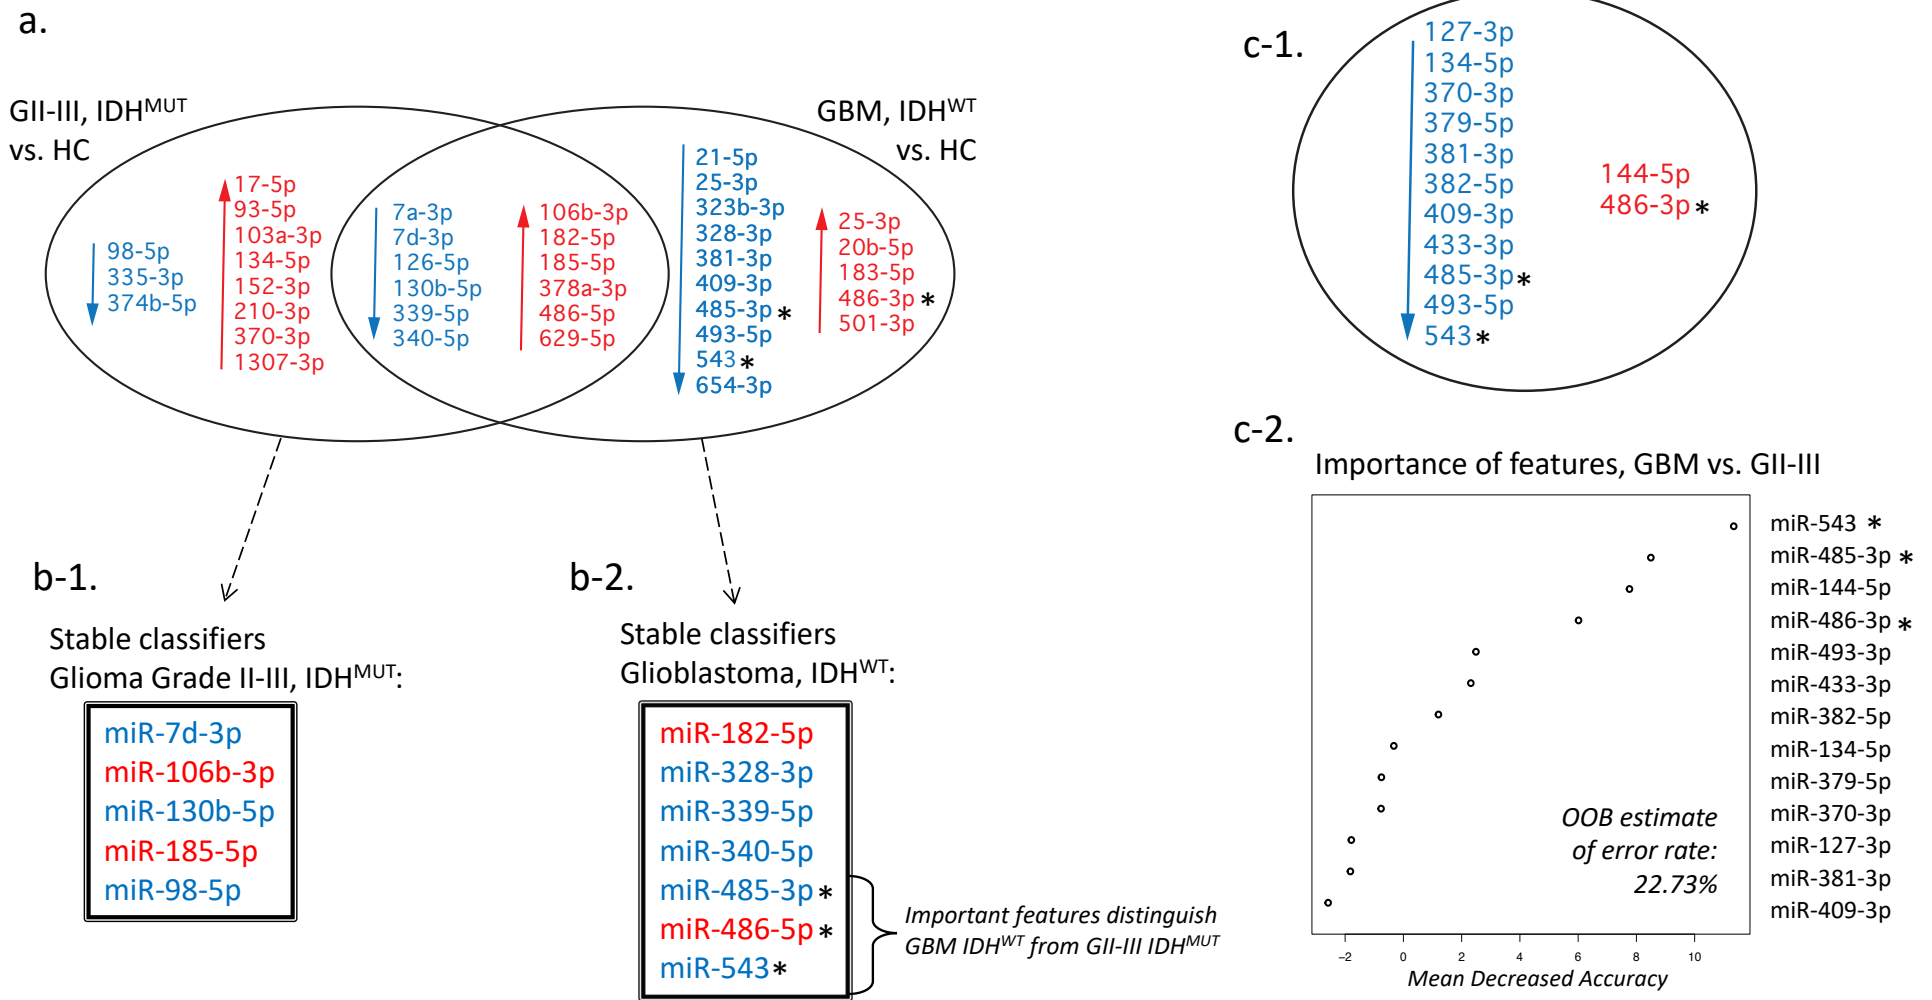 a.
GII-III, IDHMUT
vs. HC
GBM, IDHWT
vs. HC
98-5p
335-3p
374b-5p
17-5p
93-5p
103a-3p
134-5p
152-3p
210-3p
370-3p
1307-3p
7a-3p
7d-3p
126-5p
130b-5p
339-5p
340-5p
106b-3p
182-5p
185-5p
378a-3p
486-5p
629-5p
21-5p
25-3p
323b-3p
328-3p
381-3p
409-3p
485-3p *
493-5p
543 *
654-3p
25-3p
20b-5p
183-5p
486-3p *
501-3p
b-1.
Stable classifiers
Glioma Grade II-III, IDHMUT:
miR-7d-3p
miR-106b-3p
miR-130b-5p
miR-185-5p
miR-98-5p
b-2.
Stable classifiers
Glioblastoma, IDHWT:
miR-182-5p
miR-328-3p
miR-339-5p
miR-340-5p
miR-485-3p *
miR-486-5p *
miR-543 *
Important features distinguish
GBM IDHWT from GII-III IDHMUT
c-1.
127-3p
134-5p
370-3p
379-5p
381-3p
382-5p
409-3p
433-3p
485-3p *
493-5p
543 *
144-5p
486-3p *
c-2.
Importance of features, GBM vs. GII-III
miR-543 *
miR-485-3p *
miR-144-5p
miR-486-3p *
miR-493-3p
miR-433-3p
miR-382-5p
miR-134-5p
miR-379-5p
miR-370-3p
miR-127-3p
miR-381-3p
miR-409-3p
OOB estimate
of error rate:
22.73%
−2 0 2 4 6 8 10
Mean Decreased Accuracy